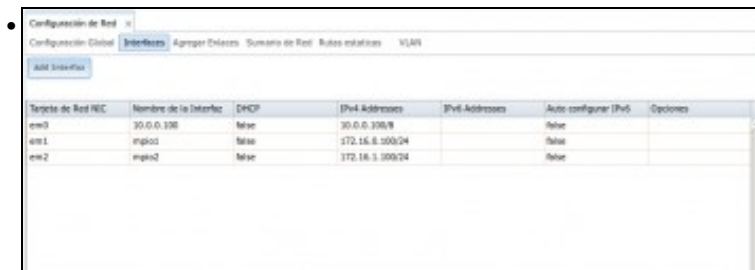 Configuración de Red ×
Configuración Global Interfaces Agregar Enlaces Sumario de Red Rutas estaticas VLAN
Add Interfaz
Tarjeta de Red NIC Nombre de la Interfaz DHCP IPv4 Addresses IPv6 Addresses Auto configurar IPv6 Opciones
em0 10.0.0.100 false 10.0.0.100/8 false
em1 mpio1 false 172.16.0.100/24 false
em2 mpio2 false 172.16.1.100/24 false